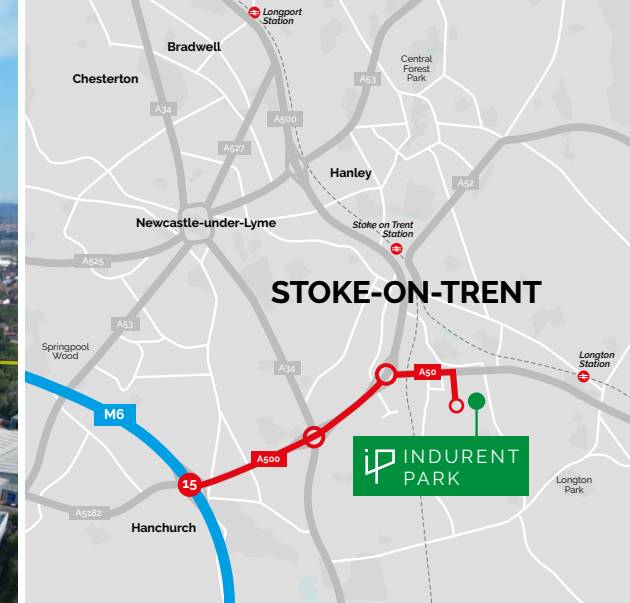 Longport
Station
Bradwell
Central
Forest
Park
Chesterton
A53
A34
A500
A527
Hanley
A52
Newcastle-under-Lyme
Stoke on Trent
Station
A525
STOKE-ON-TRENT
A53
Springpool
Wood
Longton
Station
A34
A50
M6
INDURENT
PARK
A500
15
Longton
Park
A5182
Hanchurch